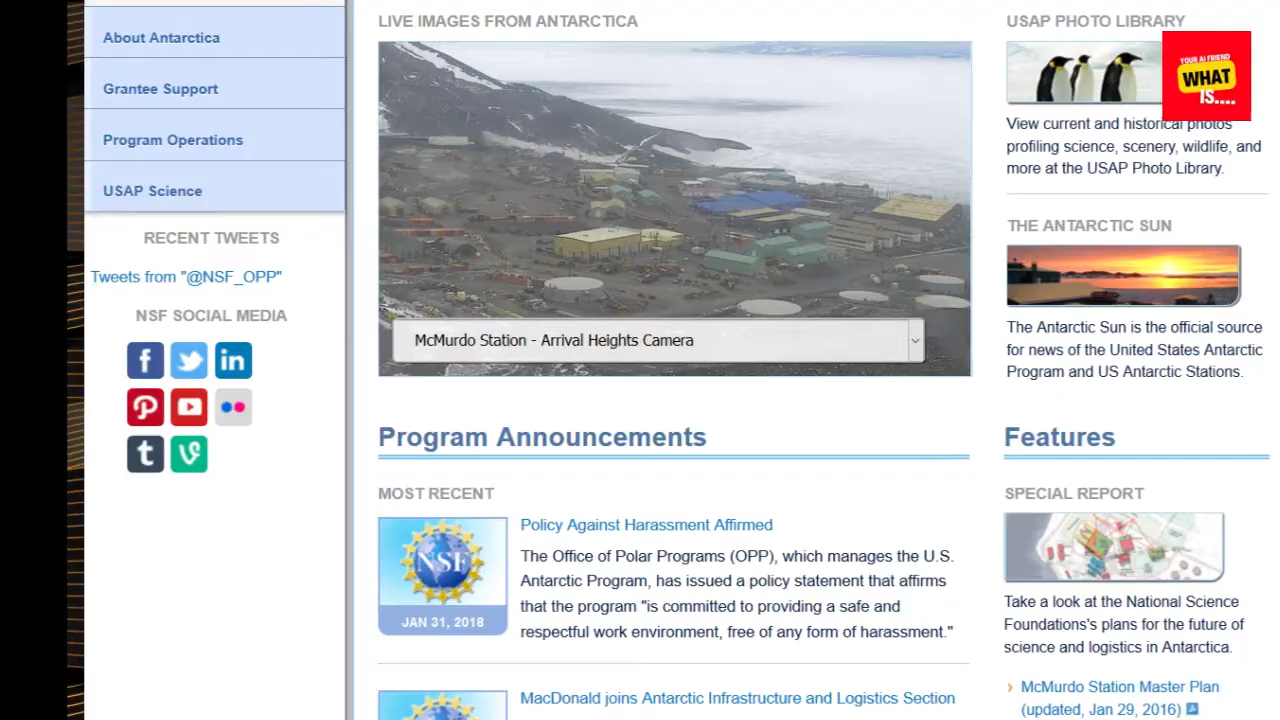 About Antarctica
Grantee Support
Program Operations
USAP Science
RECENT TWEETS
Tweets from "@NSF_OPP"
NSF SOCIAL MEDIA
LIVE IMAGES FROM ANTARCTICA
McMurdo Station - Arrival Heights Camera
Program Announcements
MOST RECENT
NSF
JAN 31, 2018
Policy Against Harassment Affirmed
The Office of Polar Programs (OPP), which manages the U.S.
Antarctic Program, has issued a policy statement that affirms
that the program "is committed to providing a safe and
respectful work environment, free of any form of harassment."
MacDonald joins Antarctic Infrastructure and Logistics Section
USAP PHOTO LIBRARY
YOUR AI FRIEND
WHAT
IS....
View current and historical photos
profiling science, scenery, wildlife, and
more at the USAP Photo Library.
THE ANTARCTIC SUN
The Antarctic Sun is the official source
for news of the United States Antarctic
Program and US Antarctic Stations.
Features
SPECIAL REPORT
Take a look at the National Science
Foundations's plans for the future of
science and logistics in Antarctica.
McMurdo Station Master Plan
(updated, Jan 29, 2016)